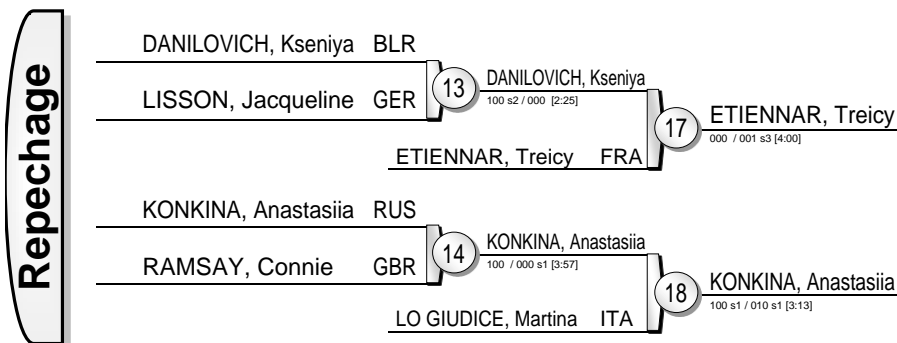 Repechage
DANILOVICH, Kseniya BLR
LISSON, Jacqueline GER
13
DANILOVICH, Kseniya
100 s2 / 000 [2:25]
ETIENNAR, Treicy FRA
17
ETIENNAR, Treicy
000 / 001 s3 [4:00]
KONKINA, Anastasiia RUS
RAMSAY, Connie GBR
14
KONKINA, Anastasiia
100 / 000 s1 [3:57]
LO GIUDICE, Martina ITA
18
KONKINA, Anastasiia
100 s1 / 010 s1 [3:13]